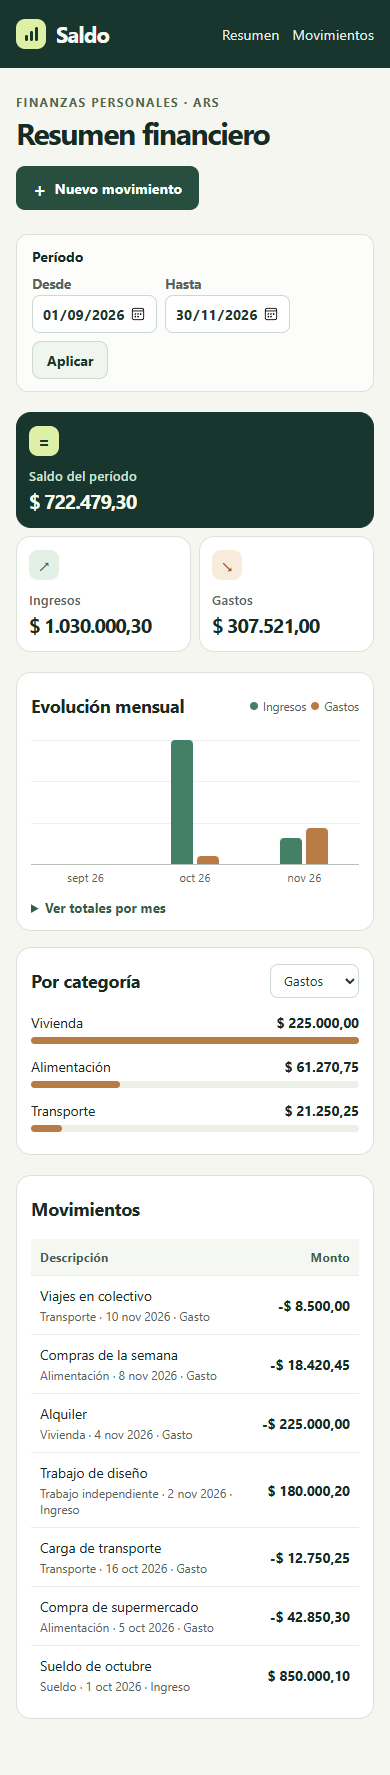 Saldo
Resumen Movimientos
FINANZAS PERSONALES · ARS
Resumen financiero
+ Nuevo movimiento
Período
Desde Hasta
01/09/2026 30/11/2026
Aplicar
=
Saldo del período
$ 722.479,30
↗ ↘
Ingresos Gastos
$ 1.030.000,30 $ 307.521,00
Evolución mensual Ingresos Gastos
sept 26 oct 26 nov 26
Ver totales por mes
Por categoría Gastos
Vivienda $ 225.000,00
Alimentación $ 61.270,75
Transporte $ 21.250,25
Movimientos
Descripción Monto
Viajes en colectivo
Transporte · 10 nov 2026 · Gasto
-$ 8.500,00
Compras de la semana
Alimentación · 8 nov 2026 · Gasto
-$ 18.420,45
Alquiler
Vivienda · 4 nov 2026 · Gasto
-$ 225.000,00
Trabajo de diseño
Trabajo independiente · 2 nov 2026 ·
Ingreso
$ 180.000,20
Carga de transporte
Transporte · 16 oct 2026 · Gasto
-$ 12.750,25
Compra de supermercado
Alimentación · 5 oct 2026 · Gasto
-$ 42.850,30
Sueldo de octubre
Sueldo · 1 oct 2026 · Ingreso
$ 850.000,10